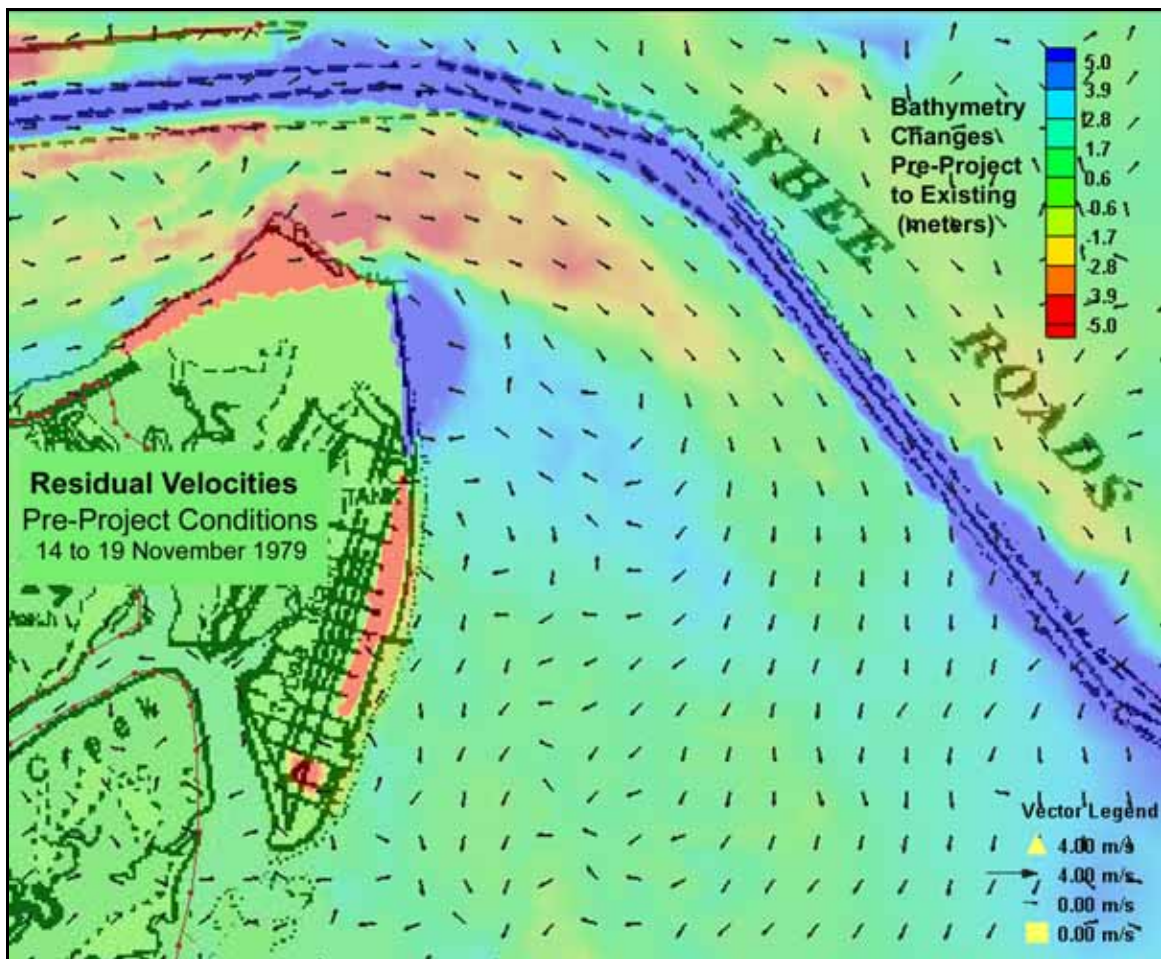 TYBEE
ROADS
Bathymetry
Changes
Pre-Project
to Existing
(meters)
5.0
3.9
2.8
1.7
0.6
-0.6
-1.7
-2.8
-3.9
-5.0
Residual Velocities
Pre-Project Conditions
14 to 19 November 1979
TANK
Creek
Vector Legend
4.00 m/s
4.00 m/s
0.00 m/s
0.00 m/s